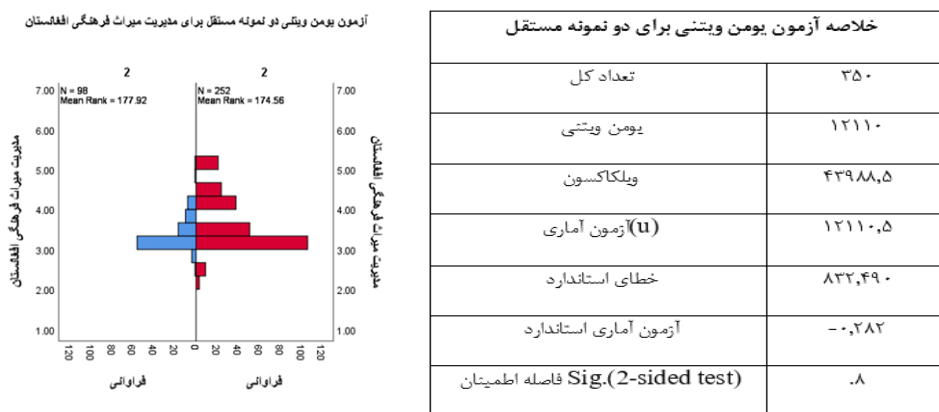 آزمون یومن ویتلی دو نمونه مستقل برای مدیریت میراث فرهنگی افغانستان
2 2
N = 98
Mean Rank = 177.92
N = 252
Mean Rank = 174.56
7.00 7.00
6.00 6.00
5.00 5.00
4.00 4.00
3.00 3.00
2.00 2.00
1.00 1.00
مدیریت میراث فرهنگی افغانستان
مدیریت میراث فرهنگی افغانستان
120 100 80 60 40 20 0 20 40 60 80 100 120
فراوانی فراوانی
خلاصه آزمون یومن ویتنی برای دو نمونه مستقل
تعداد کل ۳۵۰
یومن ویتنی ۱۲۱۱۰
ویلکاکسون ۴۳۹۸۸,۵
آزمون آماری(u) ۱۲۱۱۰,۵
خطای استاندارد ۸۳۲,۴۹۰
آزمون آماری استاندارد -۰,۲۸۲
Sig.(2-sided test) فاصله اطمینان .۸